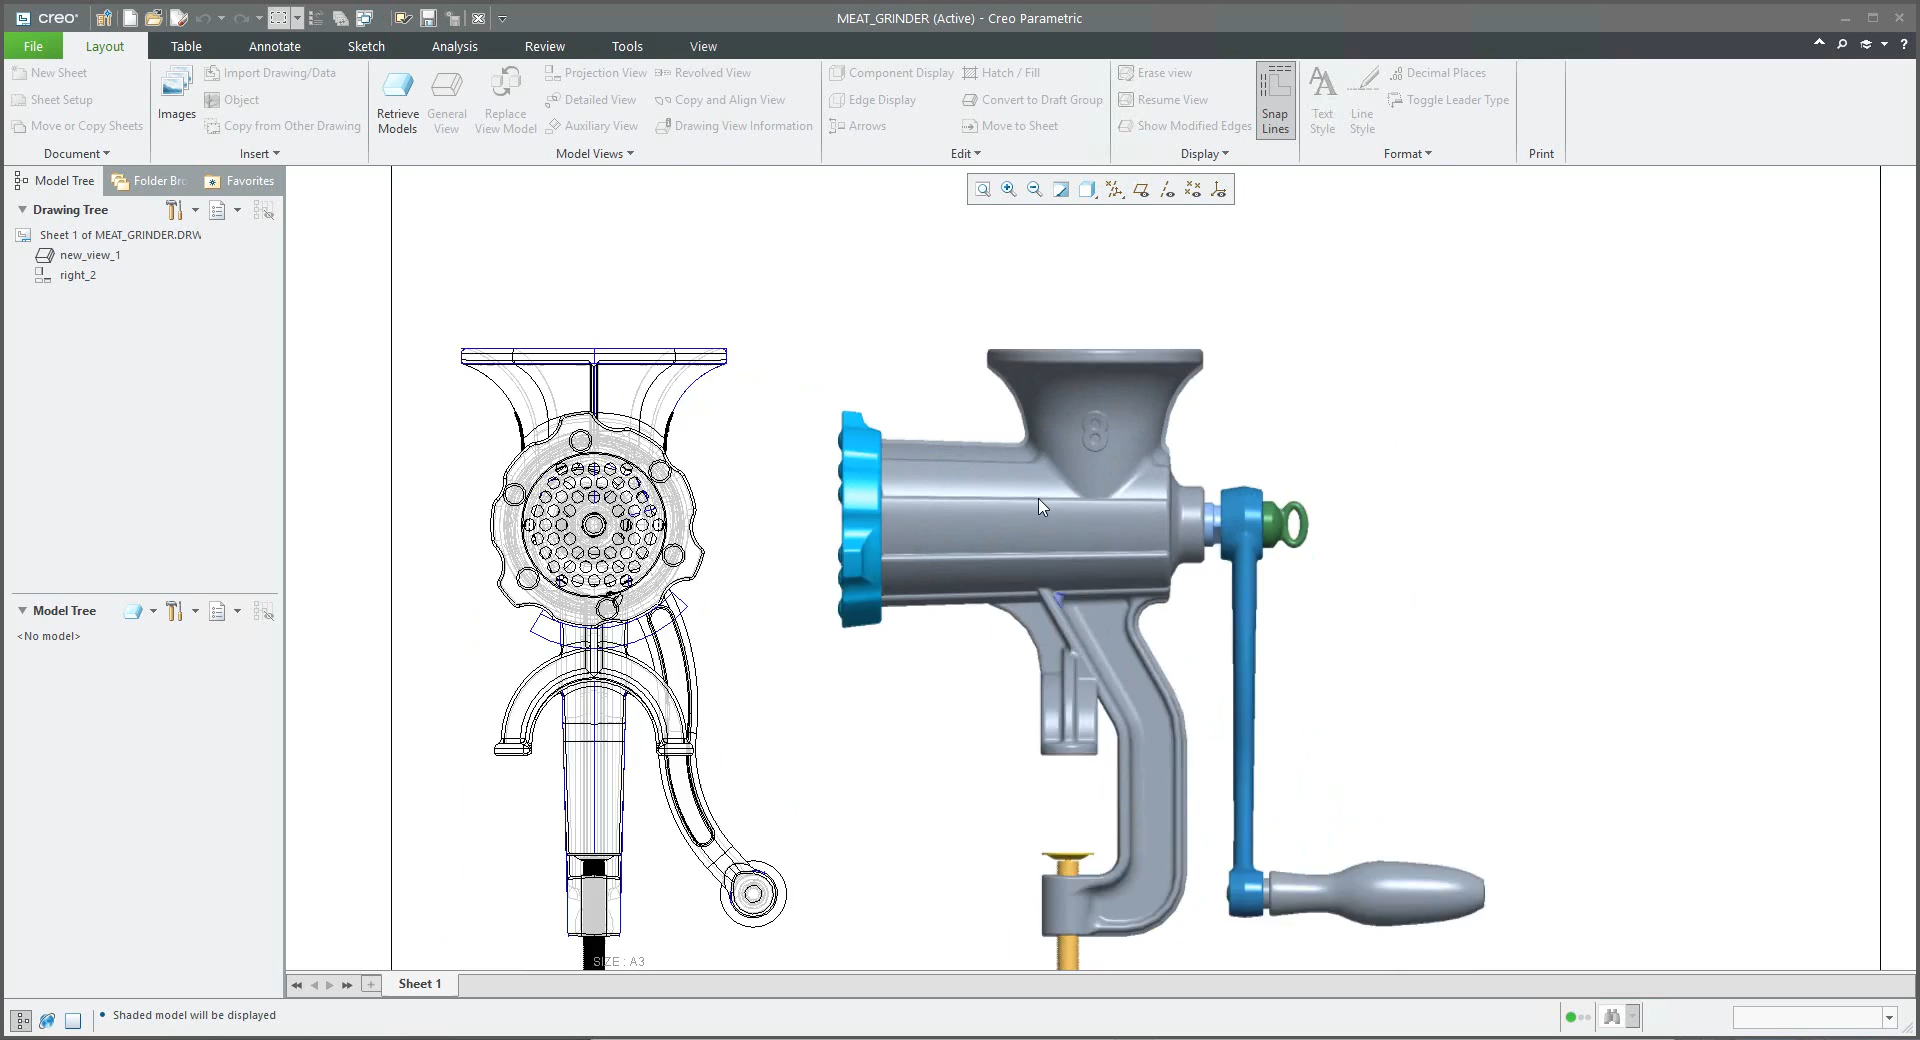 creo®
MEAT_GRINDER (Active) - Creo Parametric
File Layout Table Annotate Sketch Analysis Review Tools View
New Sheet
Sheet Setup
Move or Copy Sheets
Document
Images
Import Drawing/Data
Object
Copy from Other Drawing
Insert
Retrieve
Models
General
View
Replace
View Model
Projection View
Detailed View
Auxiliary View
Revolved View
Copy and Align View
Drawing View Information
Model Views
Component Display
Edge Display
Arrows
Hatch / Fill
Convert to Draft Group
Move to Sheet
Edit
Erase view
Resume View
Show Modified Edges
Snap
Lines
Display
Text
Style
Line
Style
Decimal Places
Toggle Leader Type
Format
Print
Model Tree
Folder Bro
Favorites
Drawing Tree
Sheet 1 of MEAT_GRINDER.DRW
new_view_1
right_2
Model Tree
<No model>
8
SIZE : A3
Sheet 1
Shaded model will be displayed